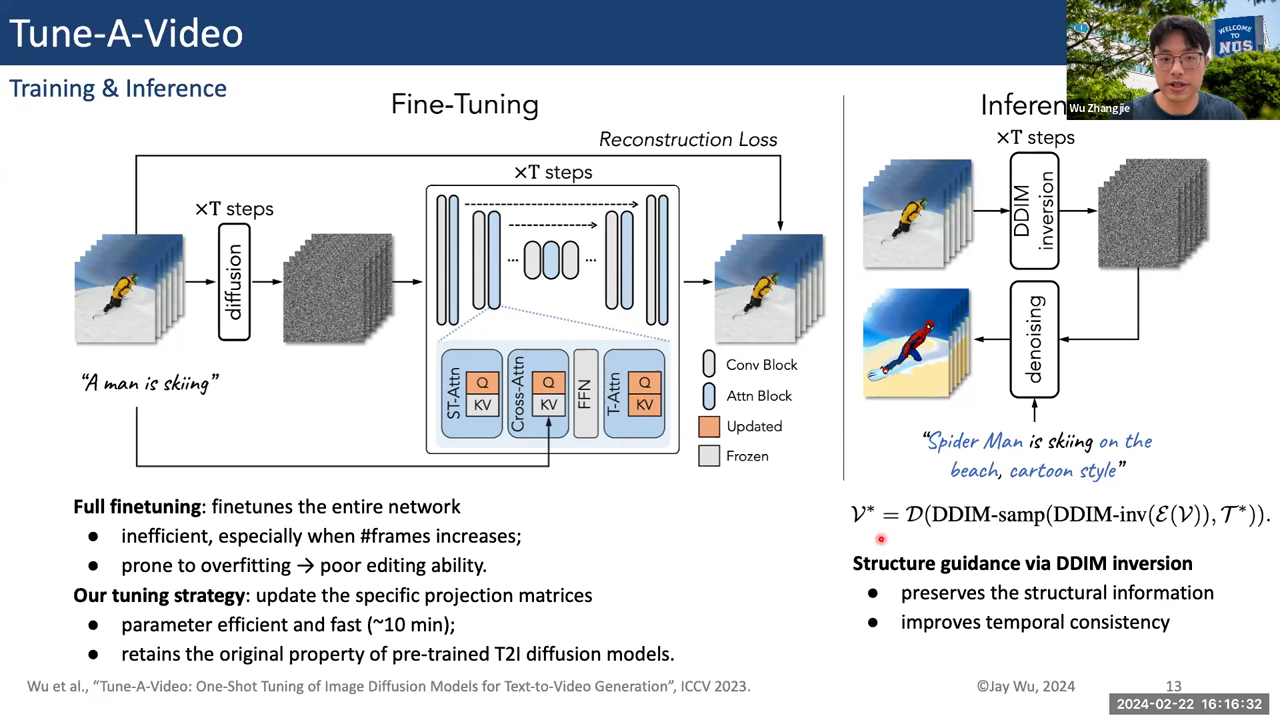 Tune-A-Video
WELCOME
TO
NUS
Wu Zhangjie
Training & Inference
Fine-Tuning
Reconstruction Loss
×T steps
×T steps
diffusion
"A man is skiing"
ST-Attn
Q
KV
Cross-Attn
Q
KV
FFN
T-Attn
Q
KV
Conv Block
Attn Block
Updated
Frozen
×T steps
DDIM
inversion
denoising
"Spider Man is skiing on the
beach, cartoon style"
Full finetuning: finetunes the entire network
● inefficient, especially when #frames increases;
● prone to overfitting → poor editing ability.
Our tuning strategy: update the specific projection matrices
● parameter efficient and fast (~10 min);
● retains the original property of pre-trained T2I diffusion models.
𝒱* = 𝒟(DDIM-samp(DDIM-inv(ℰ(𝒱)), 𝒯*)).
Structure guidance via DDIM inversion
● preserves the structural information
● improves temporal consistency
Wu et al., "Tune-A-Video: One-Shot Tuning of Image Diffusion Models for Text-to-Video Generation", ICCV 2023.
©Jay Wu, 2024
13
2024-02-22 16:16:32